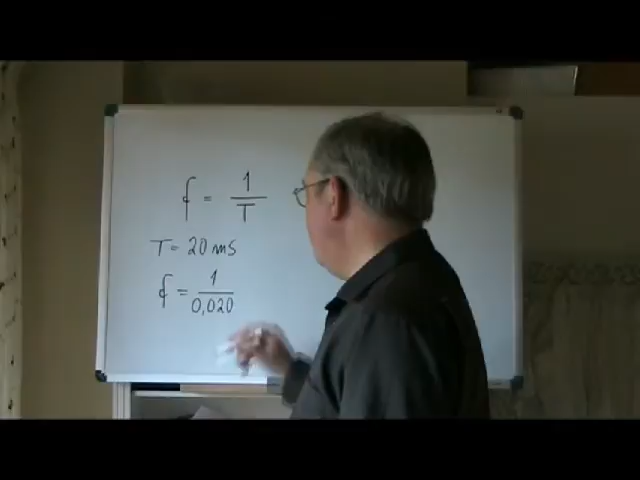 f = 1/T
T = 20 ms
f = 1/0,020